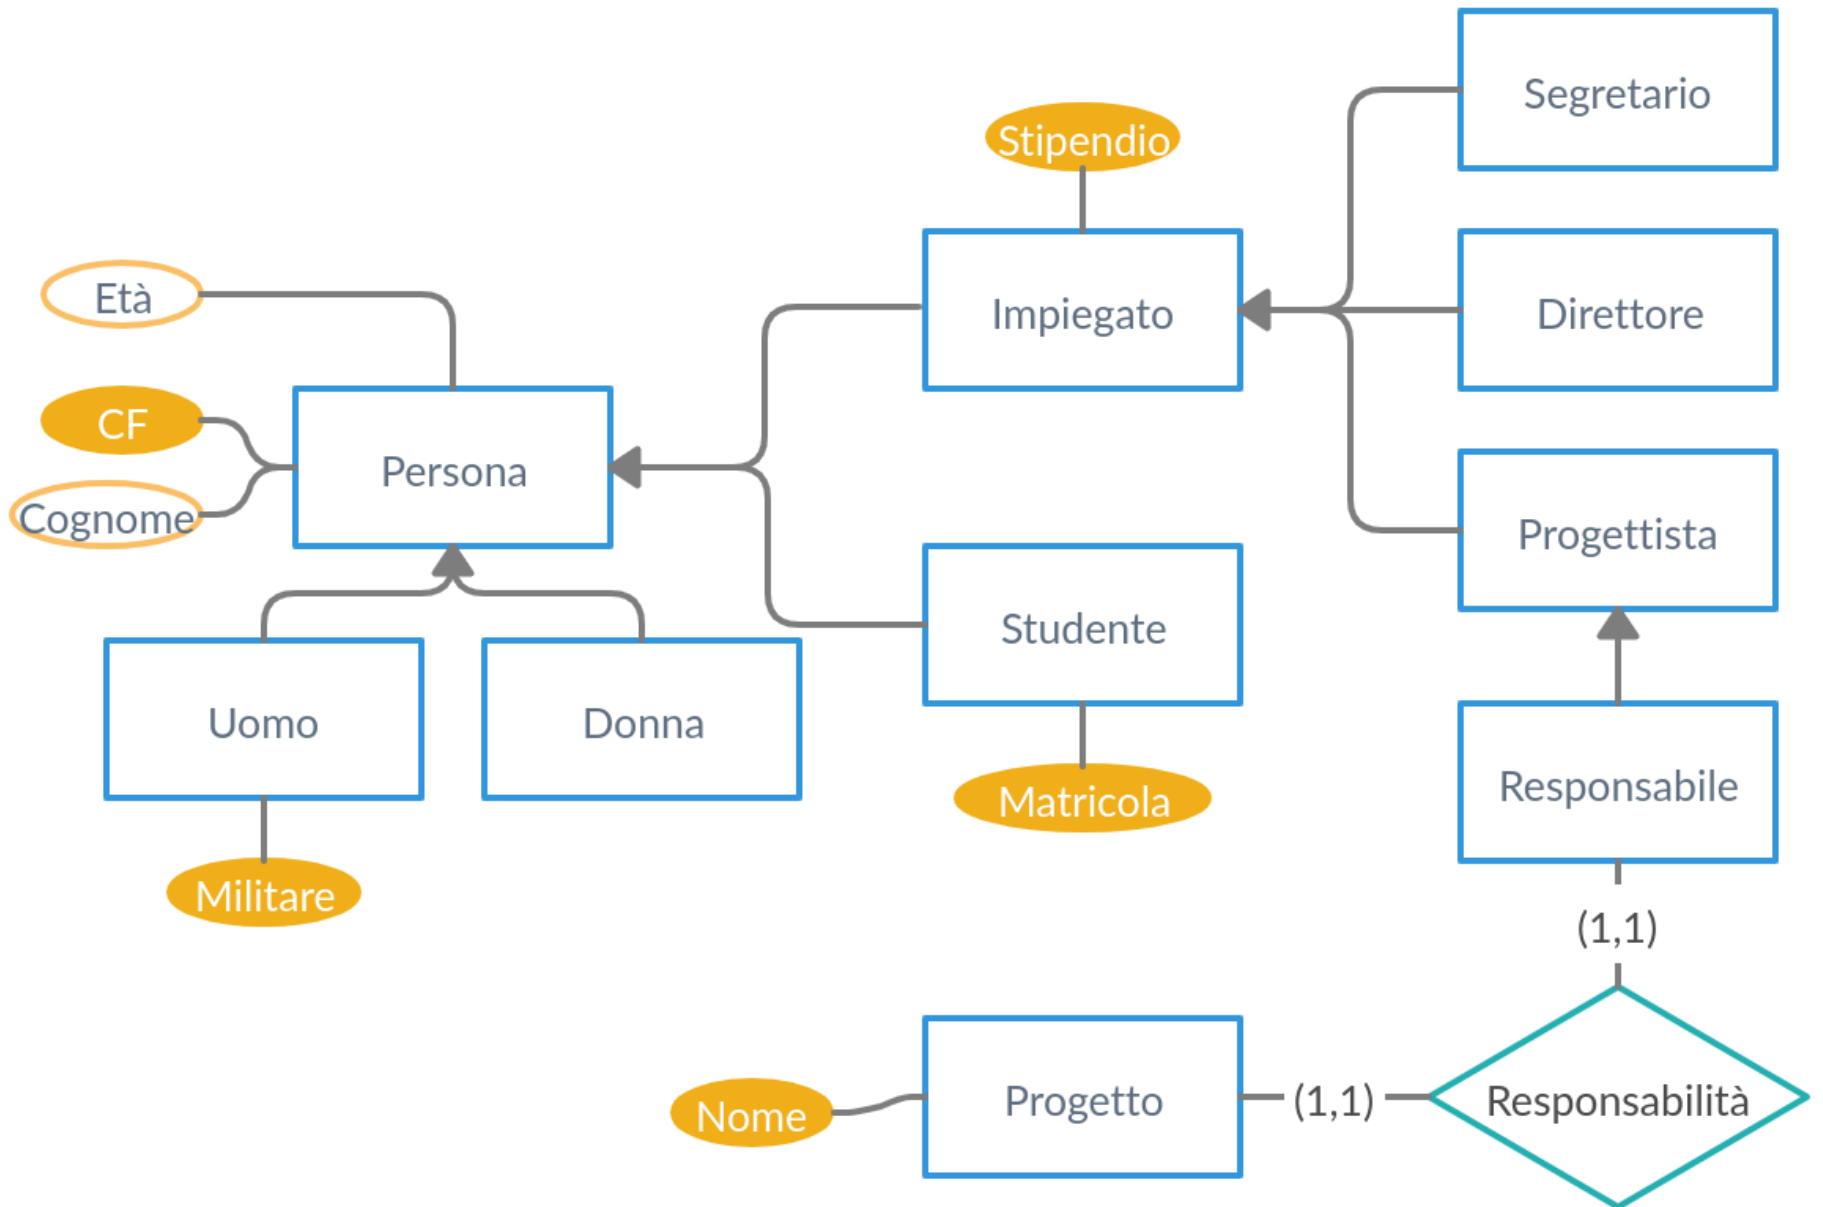 Segretario
Stipendio
Età
Impiegato
Direttore
CF
Persona
Cognome
Progettista
Studente
Uomo
Donna
Matricola
Responsabile
Militare
(1,1)
Nome
Progetto
(1,1)
Responsabilità